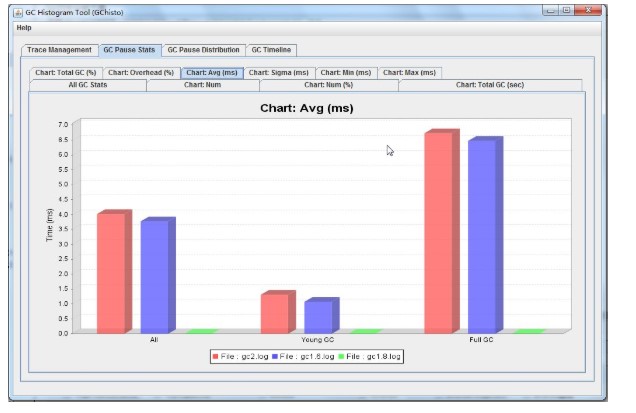 GC Histogram Tool (GChisto)
Help
Trace Management GC Pause Stats GC Pause Distribution GC Timeline
Chart: Total GC (%) Chart: Overhead (%) Chart: Avg (ms) Chart: Sigma (ms) Chart: Min (ms) Chart: Max (ms)
All GC Stats Chart: Num Chart: Num (%) Chart: Total GC (sec)
Chart: Avg (ms)
7.0
6.5
6.0
5.5
5.0
4.5
4.0
3.5
3.0
2.5
2.0
1.5
1.0
0.5
0.0
Time (ms)
All Young GC Full GC
File : gc2.log File : gc1.6.log File : gc1.8.log